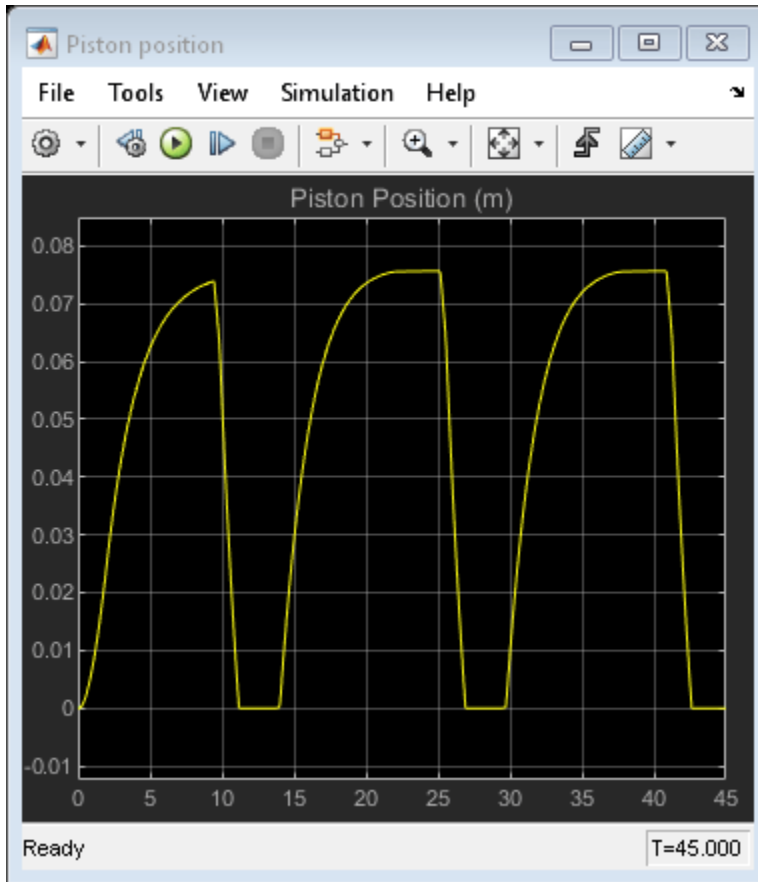 Piston position
File Tools View Simulation Help
Piston Position (m)
0.08
0.07
0.06
0.05
0.04
0.03
0.02
0.01
0
-0.01
0 5 10 15 20 25 30 35 40 45
Ready T=45.000